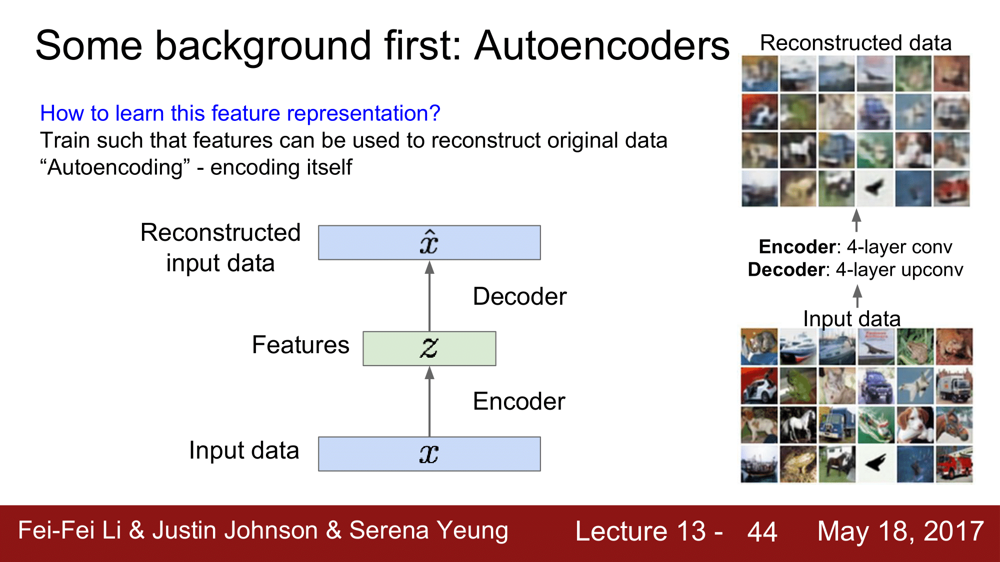 Some background first: Autoencoders
How to learn this feature representation?
Train such that features can be used to reconstruct original data
“Autoencoding” - encoding itself
Reconstructed
input data
x̂
Decoder
Features
z
Encoder
Input data
x
Reconstructed data
Encoder: 4-layer conv
Decoder: 4-layer upconv
Input data
Fei-Fei Li & Justin Johnson & Serena Yeung
Lecture 13 - 44
May 18, 2017